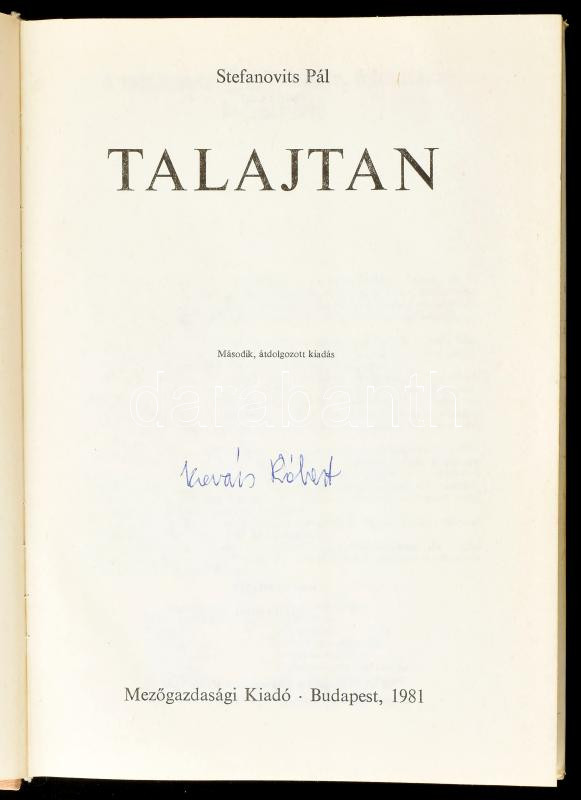 Stefanovits Pál
TALAJTAN
Második, átdolgozott kiadás
darabanth
Kovács Róbert
Mezőgazdasági Kiadó · Budapest, 1981